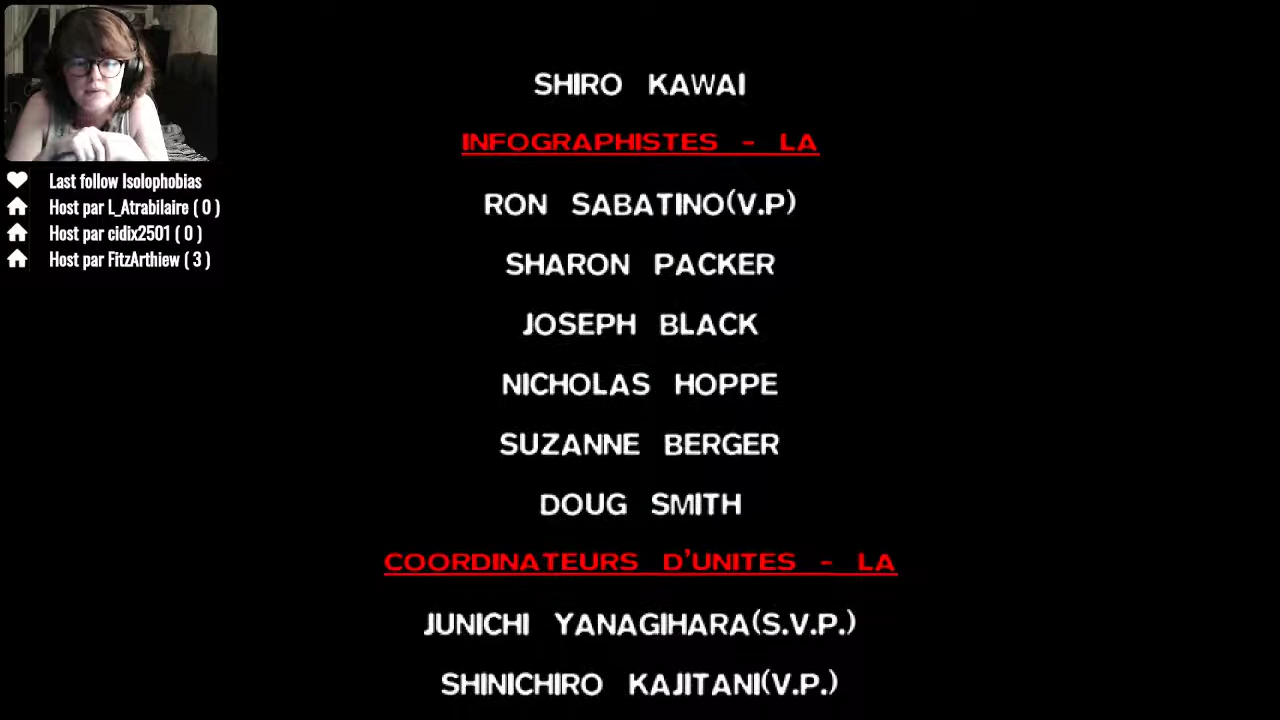 Last follow Isolophobias
Host par L_Atrabilaire ( 0 )
Host par cidix2501 ( 0 )
Host par FitzArthiew ( 3 )
SHIRO KAWAI
INFOGRAPHISTES - LA
RON SABATINO(V.P)
SHARON PACKER
JOSEPH BLACK
NICHOLAS HOPPE
SUZANNE BERGER
DOUG SMITH
COORDINATEURS D'UNITES - LA
JUNICHI YANAGIHARA(S.V.P.)
SHINICHIRO KAJITANI(V.P.)